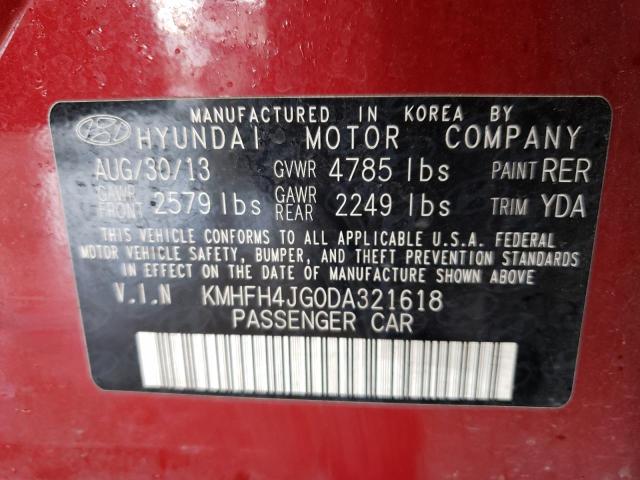 MANUFACTURED IN KOREA BY
HYUNDAI MOTOR COMPANY
AUG/30/13 GVWR 4785 lbs PAINT RER
GAWR FRONT 2579 lbs GAWR REAR 2249 lbs TRIM YDA
THIS VEHICLE CONFORMS TO ALL APPLICABLE U.S.A. FEDERAL
MOTOR VEHICLE SAFETY, BUMPER, AND THEFT PREVENTION STANDARDS
IN EFFECT ON THE DATE OF MANUFACTURE SHOWN ABOVE
V.I.N KMHFH4JG0DA321618
PASSENGER CAR